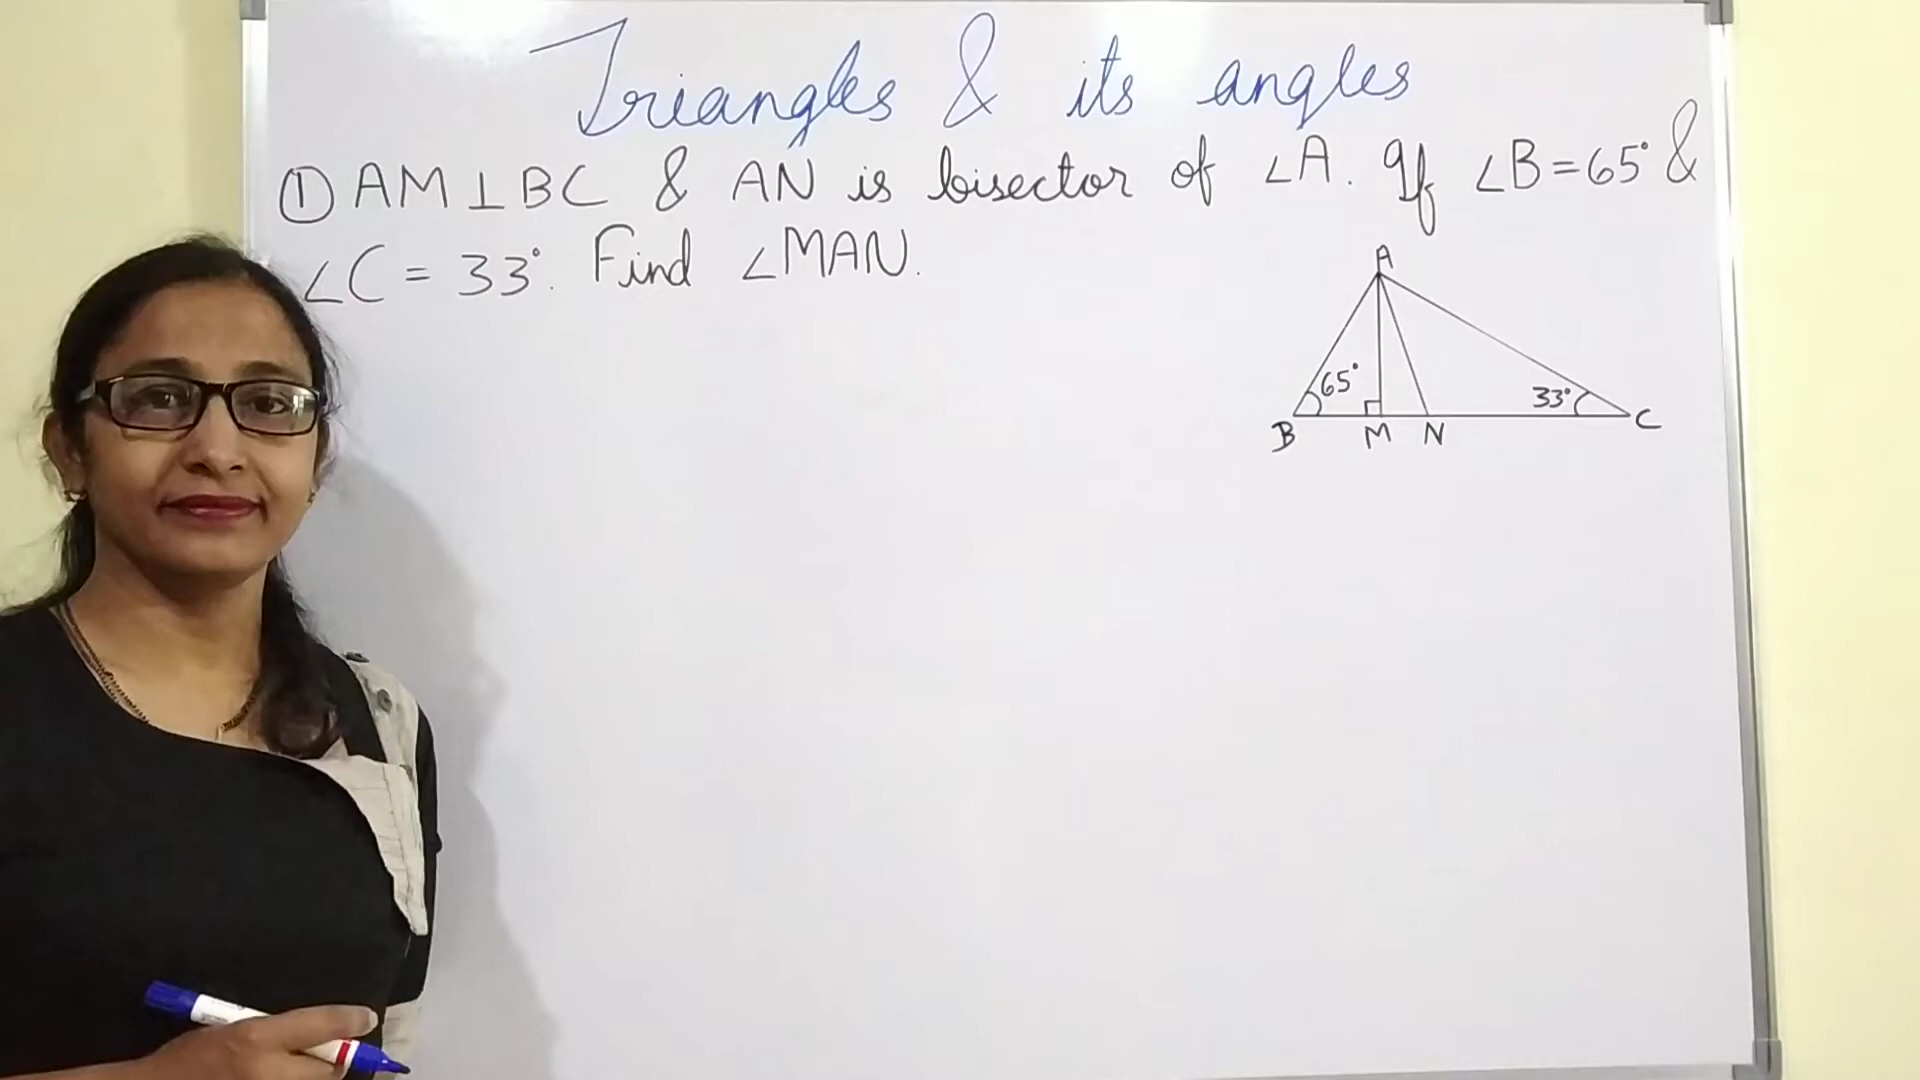 Triangles & its angles
① AM⊥BC & AN is bisector of ∠A. If ∠B=65° &
∠C = 33°. Find ∠MAN.
A
65°
33°
B M N C